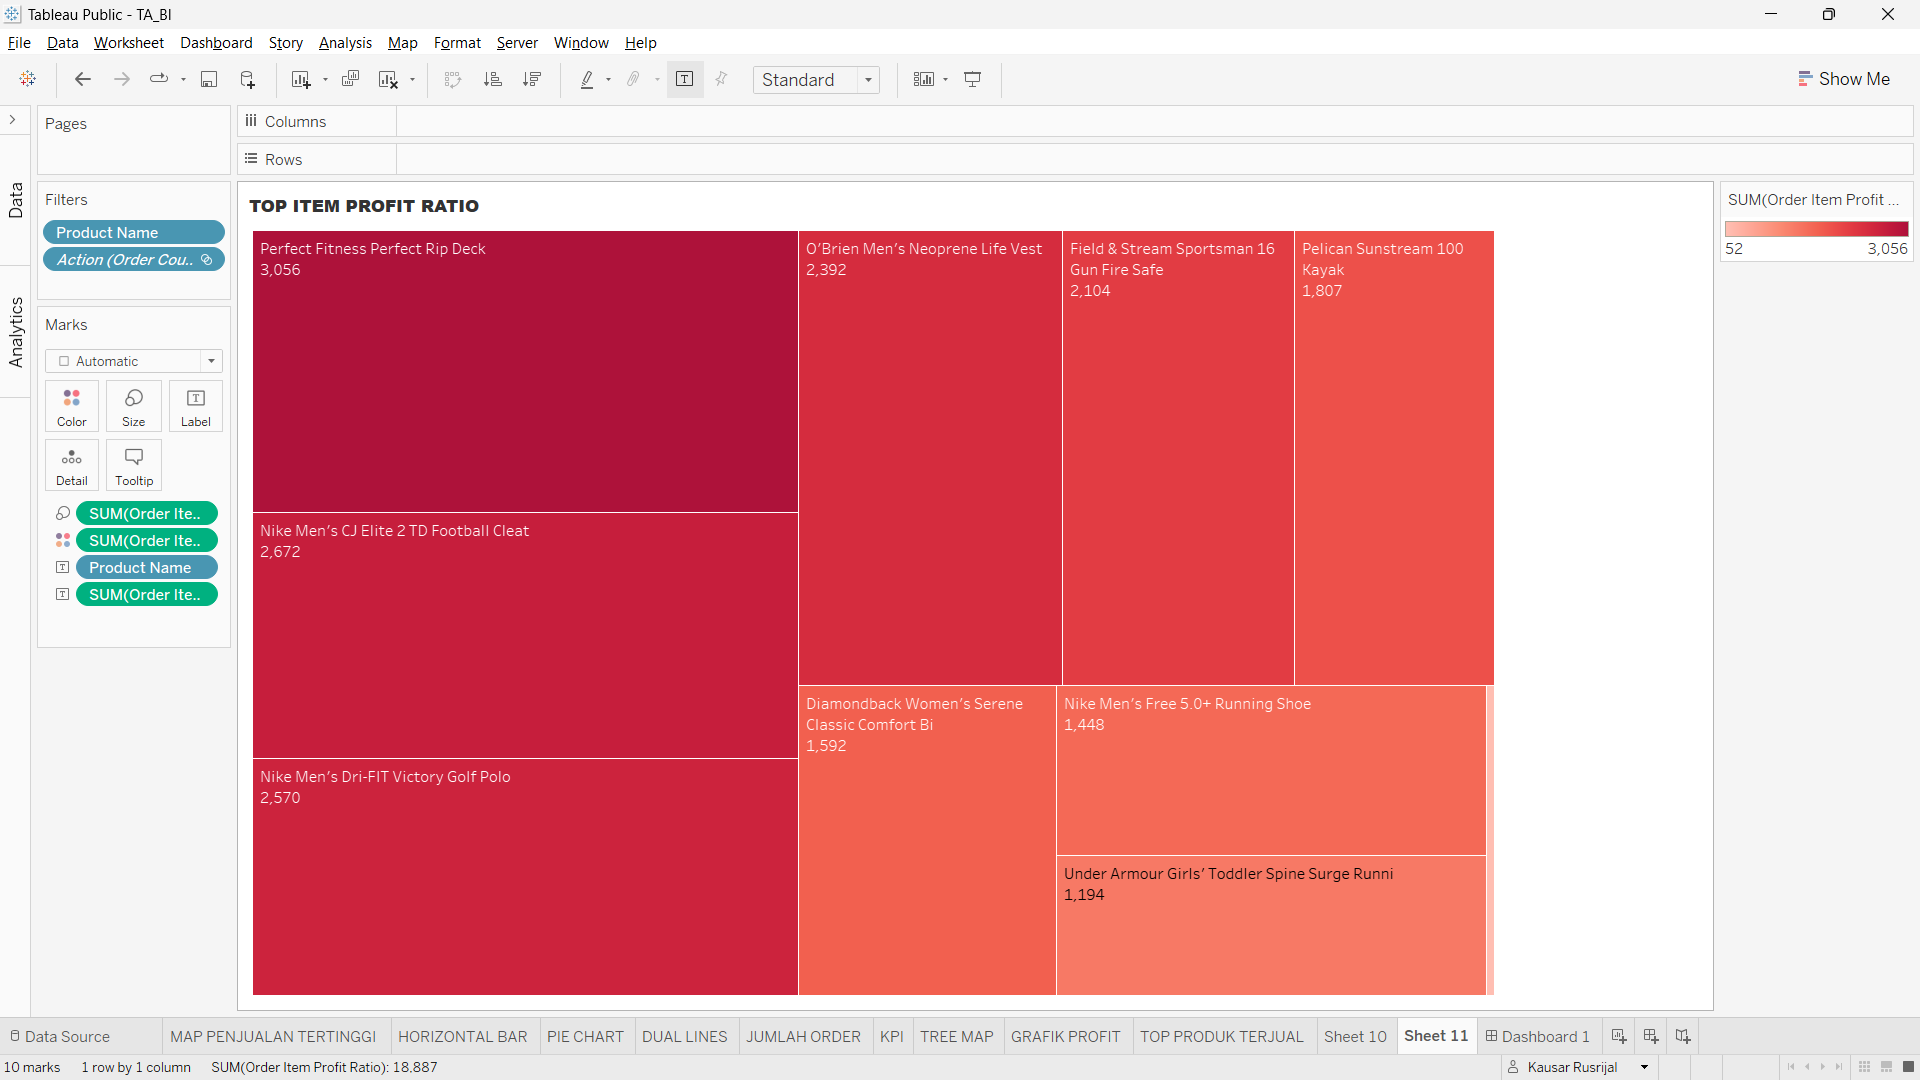 Tableau Public - TA_BI
File Data Worksheet Dashboard Story Analysis Map Format Server Window Help
Standard
Show Me
Pages
Columns
Rows
Data
Analytics
Filters
Product Name
Action (Order Cou..
Marks
Automatic
Color Size Label
Detail Tooltip
SUM(Order Ite..
SUM(Order Ite..
Product Name
SUM(Order Ite..
TOP ITEM PROFIT RATIO
Perfect Fitness Perfect Rip Deck
3,056
Nike Men's CJ Elite 2 TD Football Cleat
2,672
Nike Men's Dri-FIT Victory Golf Polo
2,570
O'Brien Men's Neoprene Life Vest
2,392
Field & Stream Sportsman 16
Gun Fire Safe
2,104
Pelican Sunstream 100
Kayak
1,807
Diamondback Women's Serene
Classic Comfort Bi
1,592
Nike Men's Free 5.0+ Running Shoe
1,448
Under Armour Girls' Toddler Spine Surge Runni
1,194
SUM(Order Item Profit ...
52 3,056
Data Source MAP PENJUALAN TERTINGGI HORIZONTAL BAR PIE CHART DUAL LINES JUMLAH ORDER KPI TREE MAP GRAFIK PROFIT TOP PRODUK TERJUAL Sheet 10 Sheet 11 Dashboard 1
10 marks 1 row by 1 column SUM(Order Item Profit Ratio): 18,887 Kausar Rusrijal